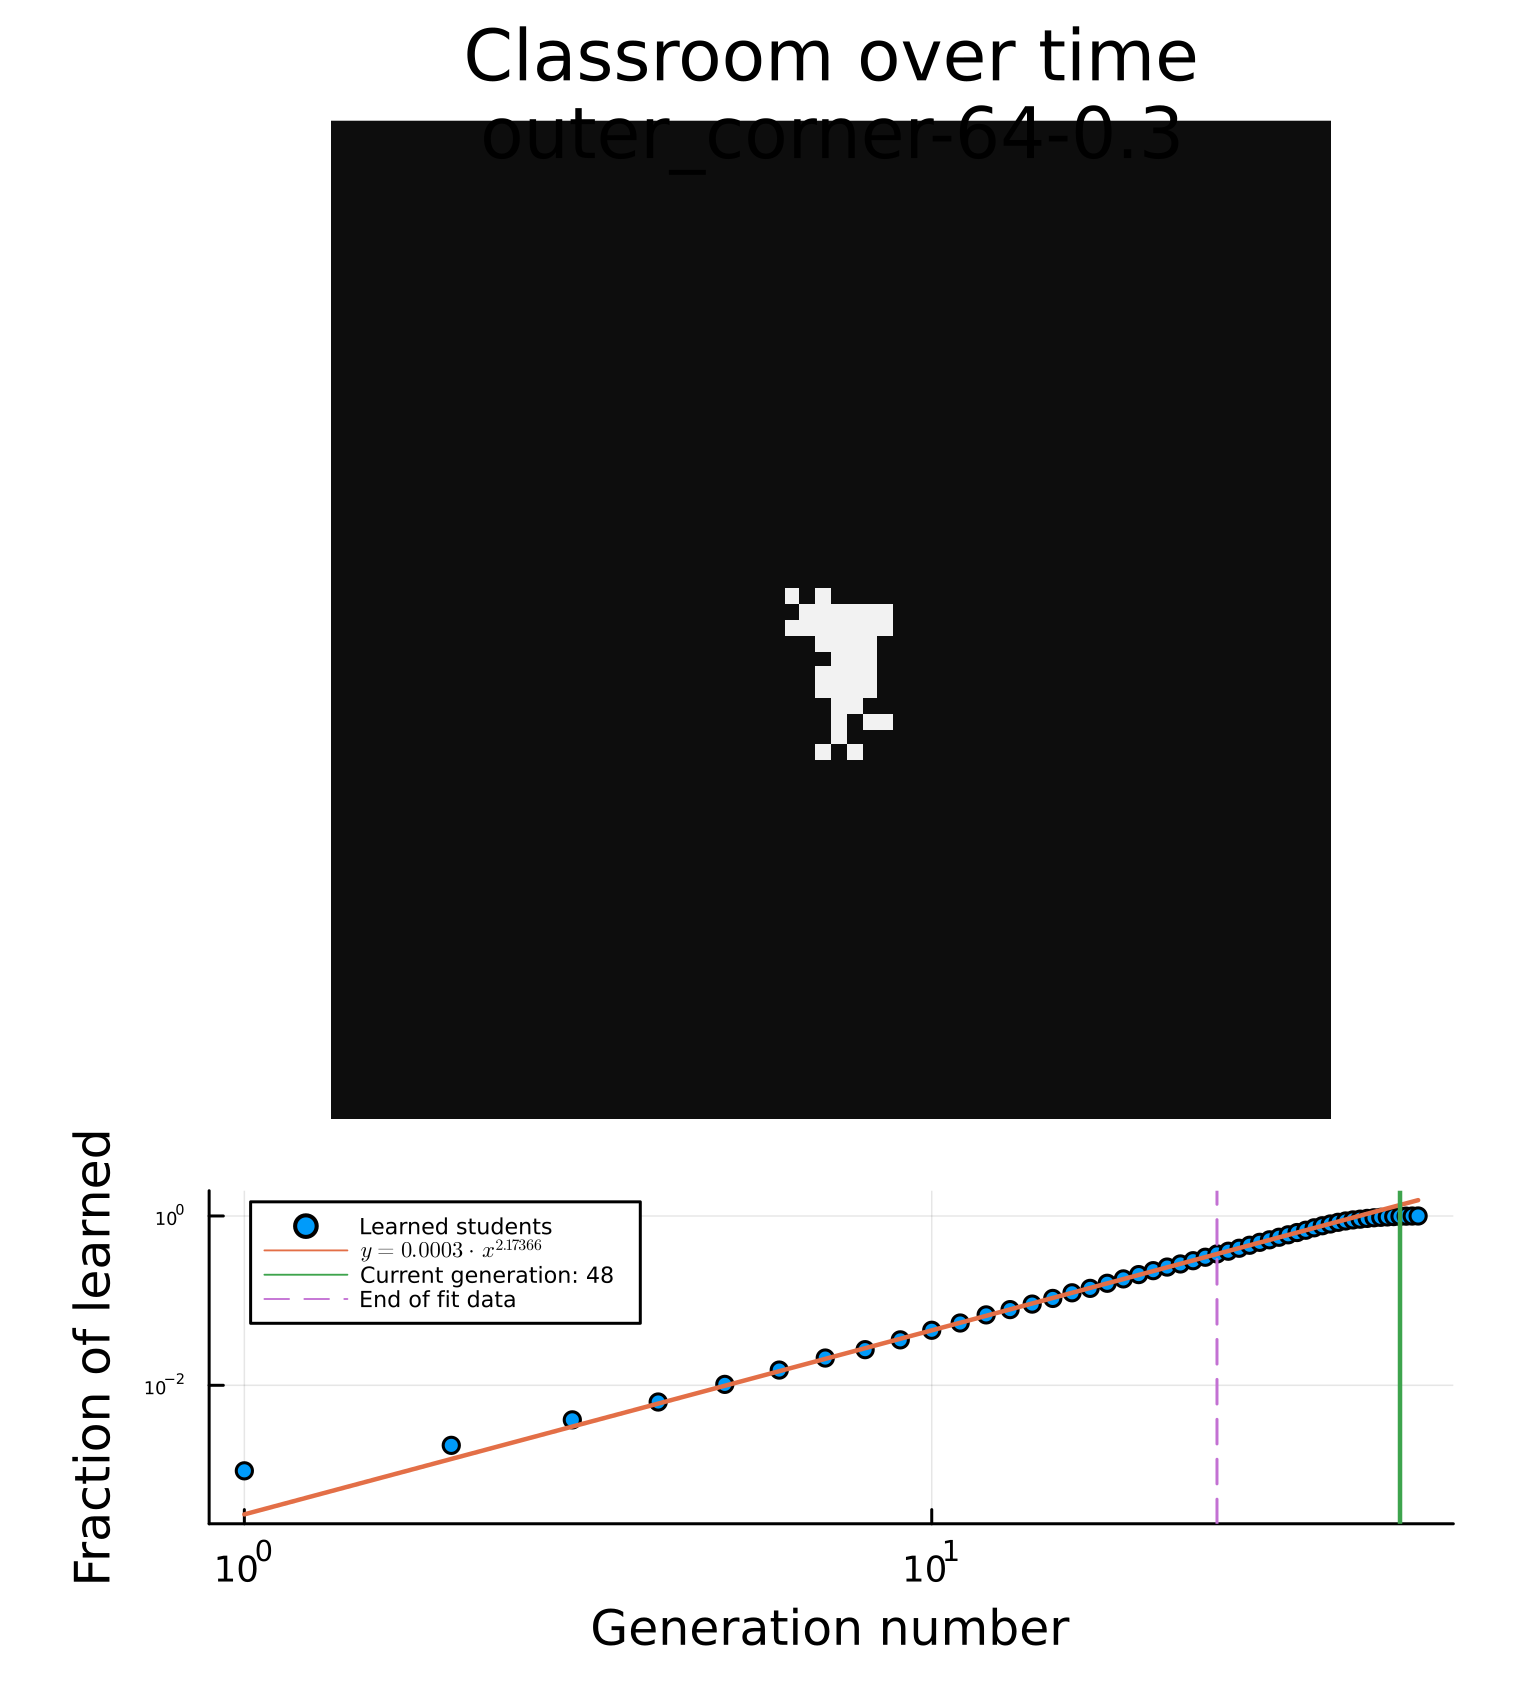 Classroom over time
outer_corner-64-0.3
Fraction of learned
10^0
10^−2
Learned students
y = 0.0003 · x^2.17366
Current generation: 48
End of fit data
10^0
10^1
Generation number